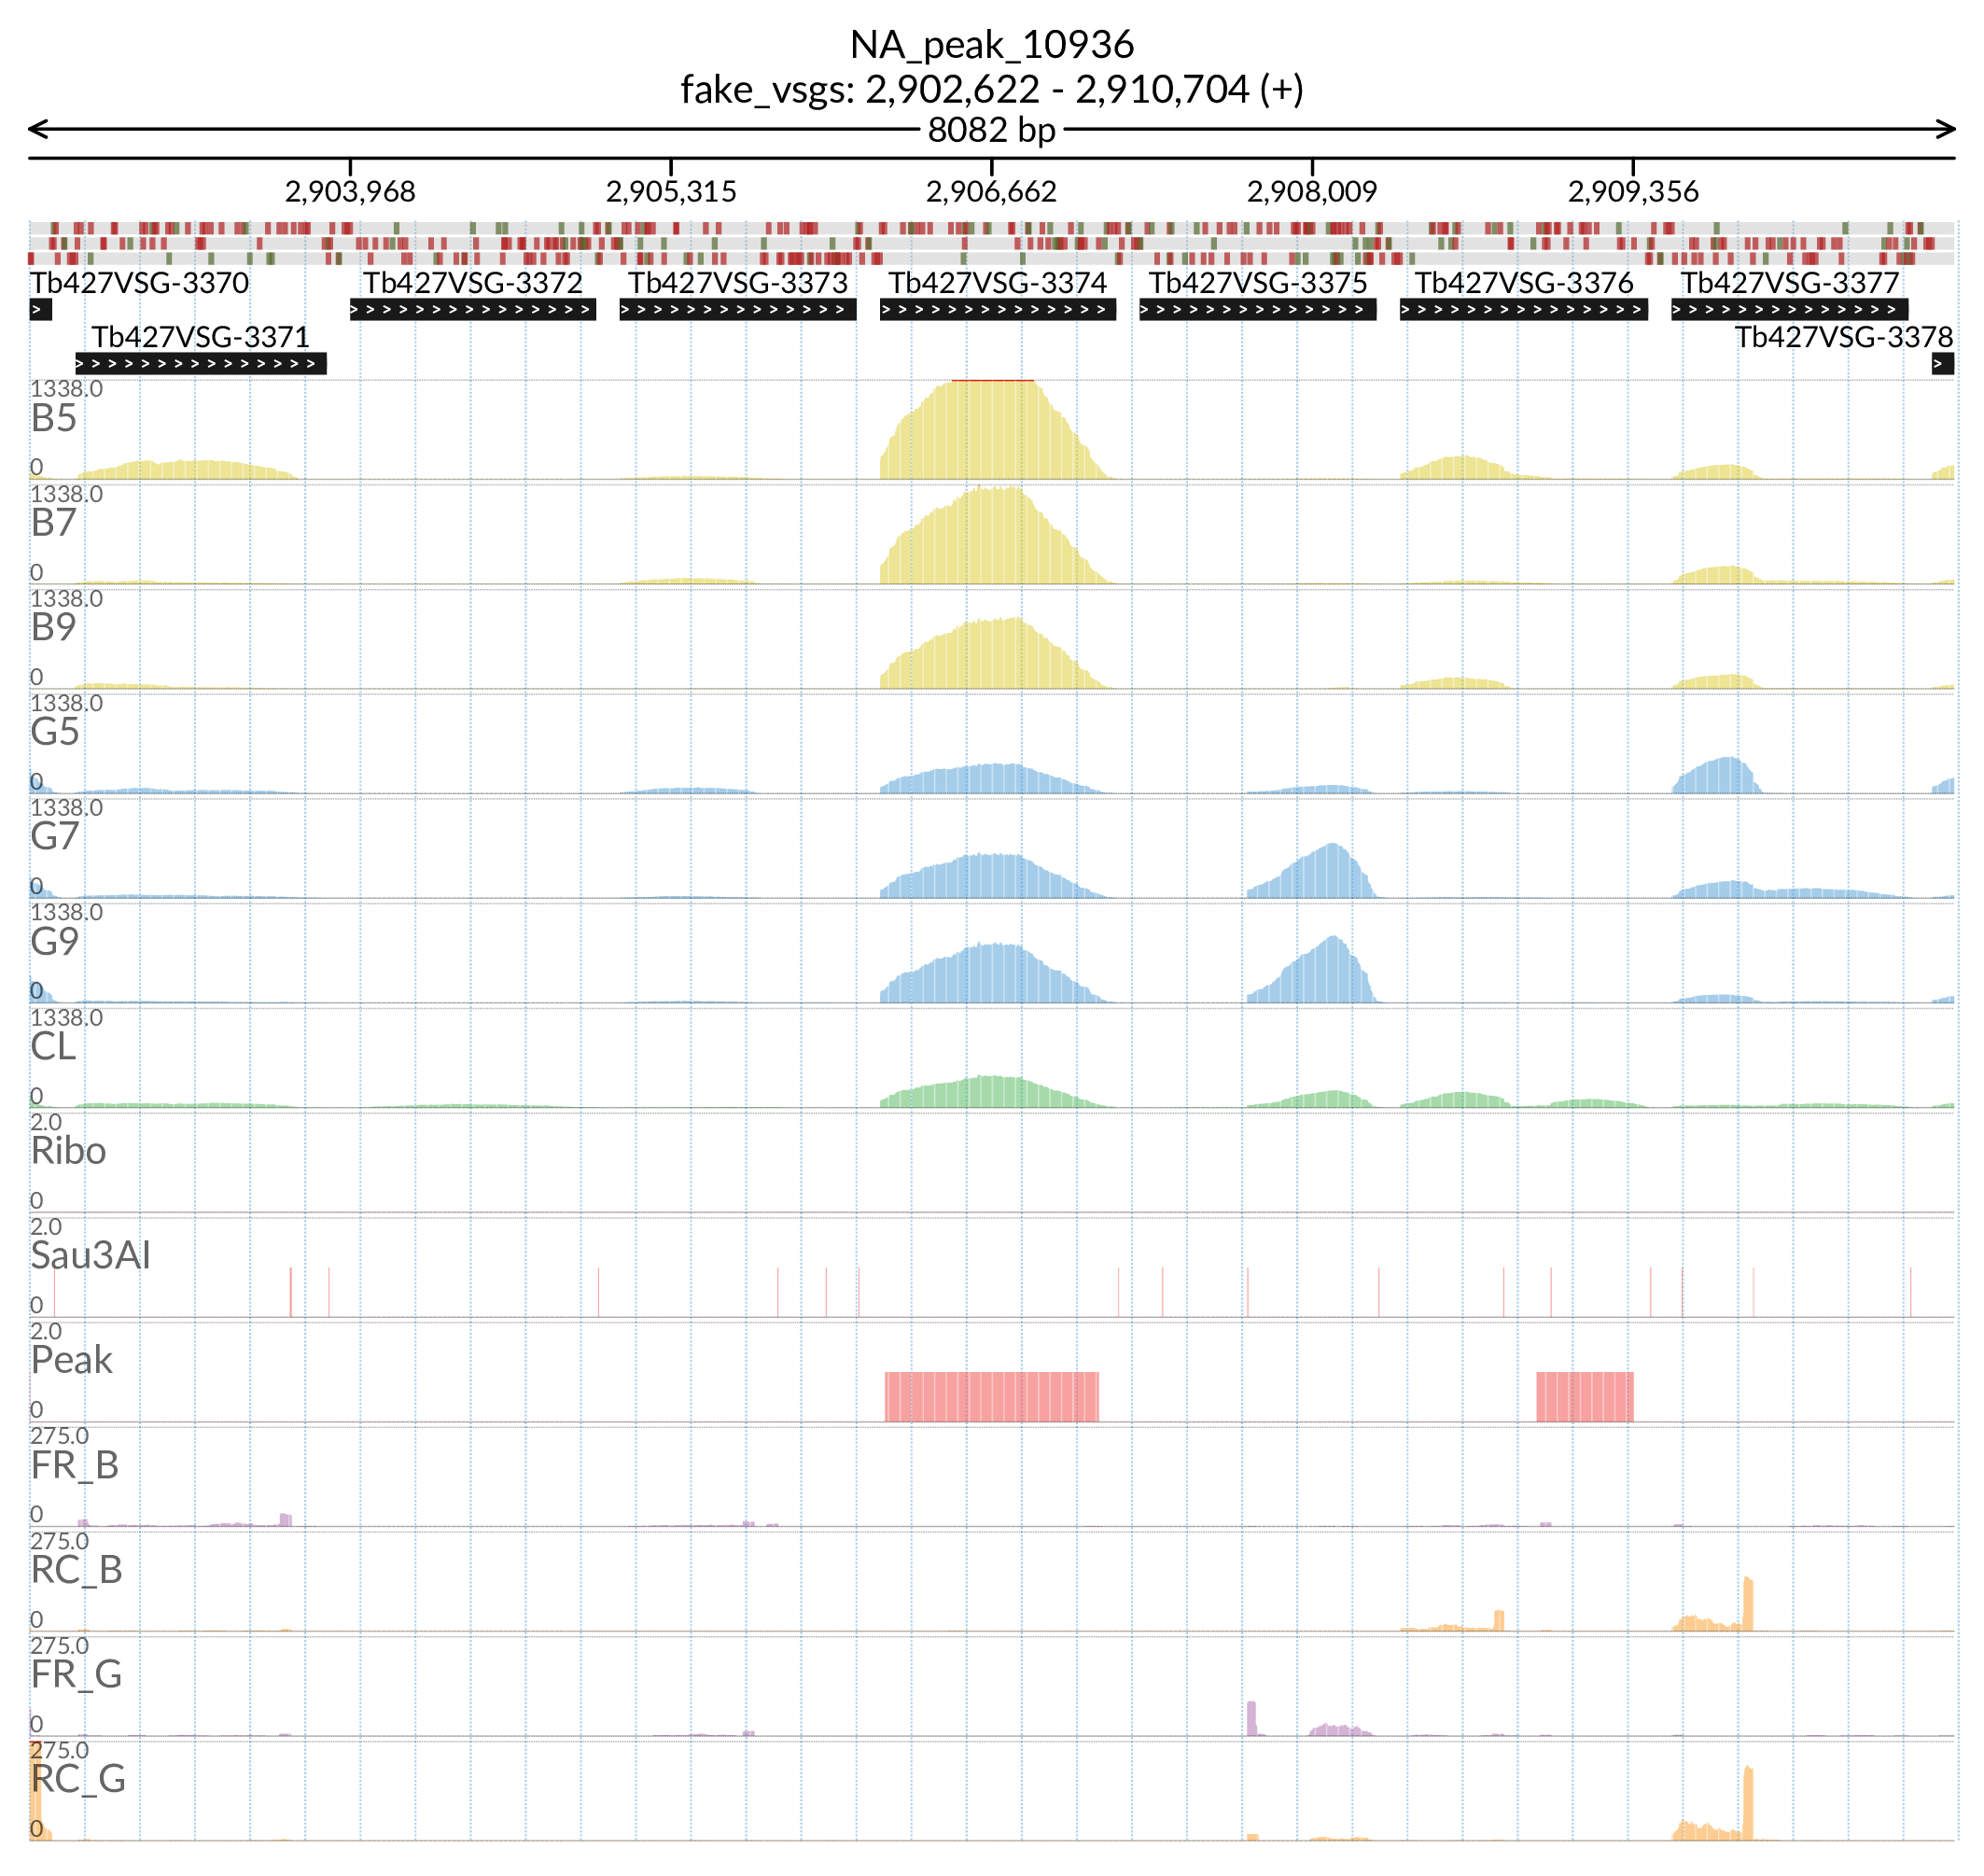 NA_peak_10936
fake_vsgs: 2,902,622 - 2,910,704 (+)
8082 bp
2,903,968 2,905,315 2,906,662 2,908,009 2,909,356
Tb427VSG-3370 Tb427VSG-3372 Tb427VSG-3373 Tb427VSG-3374 Tb427VSG-3375 Tb427VSG-3376 Tb427VSG-3377
Tb427VSG-3371 Tb427VSG-3378
1338.0
B5
0
1338.0
B7
0
1338.0
B9
0
1338.0
G5
0
1338.0
G7
0
1338.0
G9
0
1338.0
CL
0
2.0
Ribo
0
2.0
Sau3AI
0
2.0
Peak
0
275.0
FR_B
0
275.0
RC_B
0
275.0
FR_G
0
275.0
RC_G
0